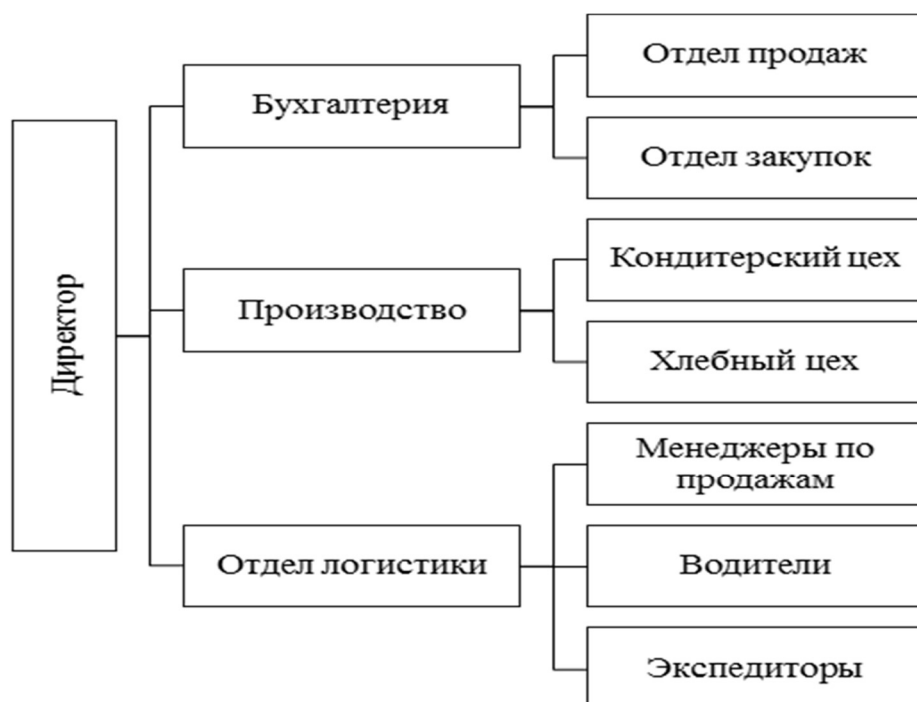 Директор
Бухгалтерия
Отдел продаж
Отдел закупок
Производство
Кондитерский цех
Хлебный цех
Отдел логистики
Менеджеры по
продажам
Водители
Экспедиторы